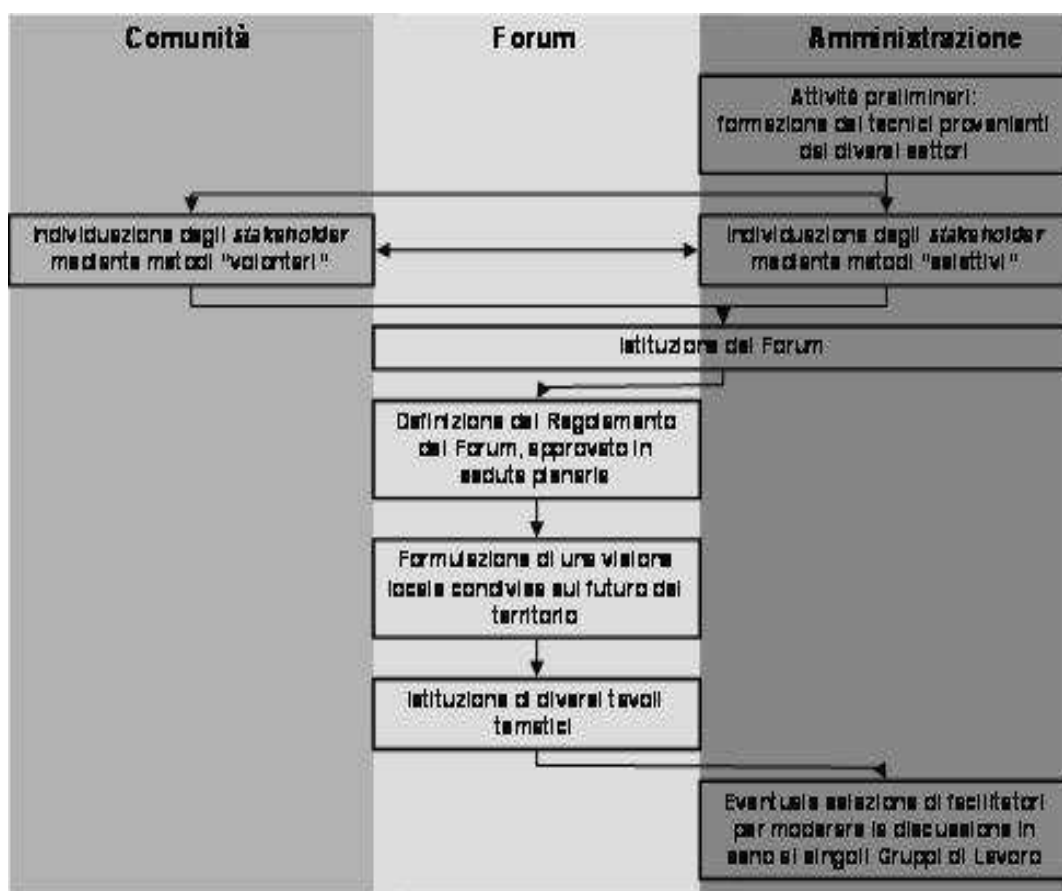 Comunità
Forum
Amministrazione
Attività preliminari:
formazione dei tecnici provenienti
dai diversi settori
Individuazione degli stakeholder
mediante metodi "volontari"
Individuazione degli stakeholder
mediante metodi "selettivi"
Istituzione del Forum
Definizione del Regolamento
del Forum, approvato in
seduta plenaria
Formulazione di una visione
locale condivisa sul futuro del
territorio
Istituzione di diversi tavoli
tematici
Eventuale selezione di facilitatori
per moderare la discussione in
seno ai singoli Gruppi di Lavoro